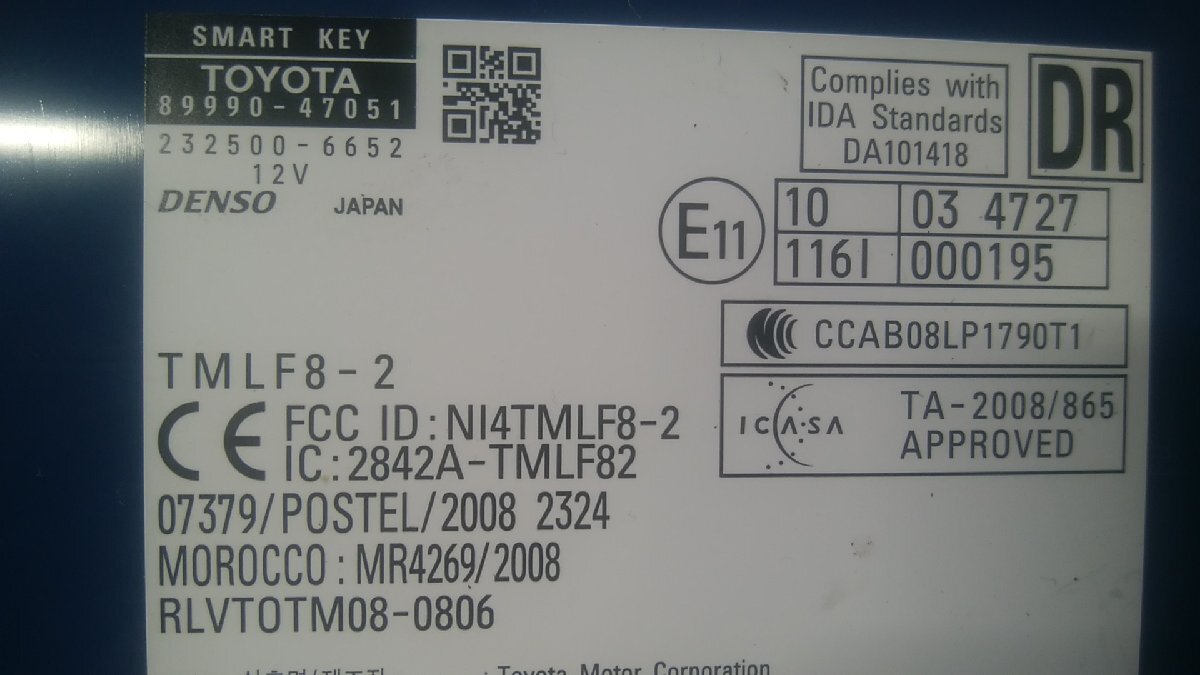 SMART KEY
TOYOTA
89990-47051
232500-6652
12V
DENSO JAPAN
Complies with
IDA Standards
DA101418
DR
E11
10 03 4727
116I 000195
CCAB08LP1790T1
ICASA
TA-2008/865
APPROVED
TMLF8-2
CE FCC ID:NI4TMLF8-2
IC:2842A-TMLF82
07379/POSTEL/2008 2324
MOROCCO:MR4269/2008
RLVTOTM08-0806
: Toyota Motor Corporation